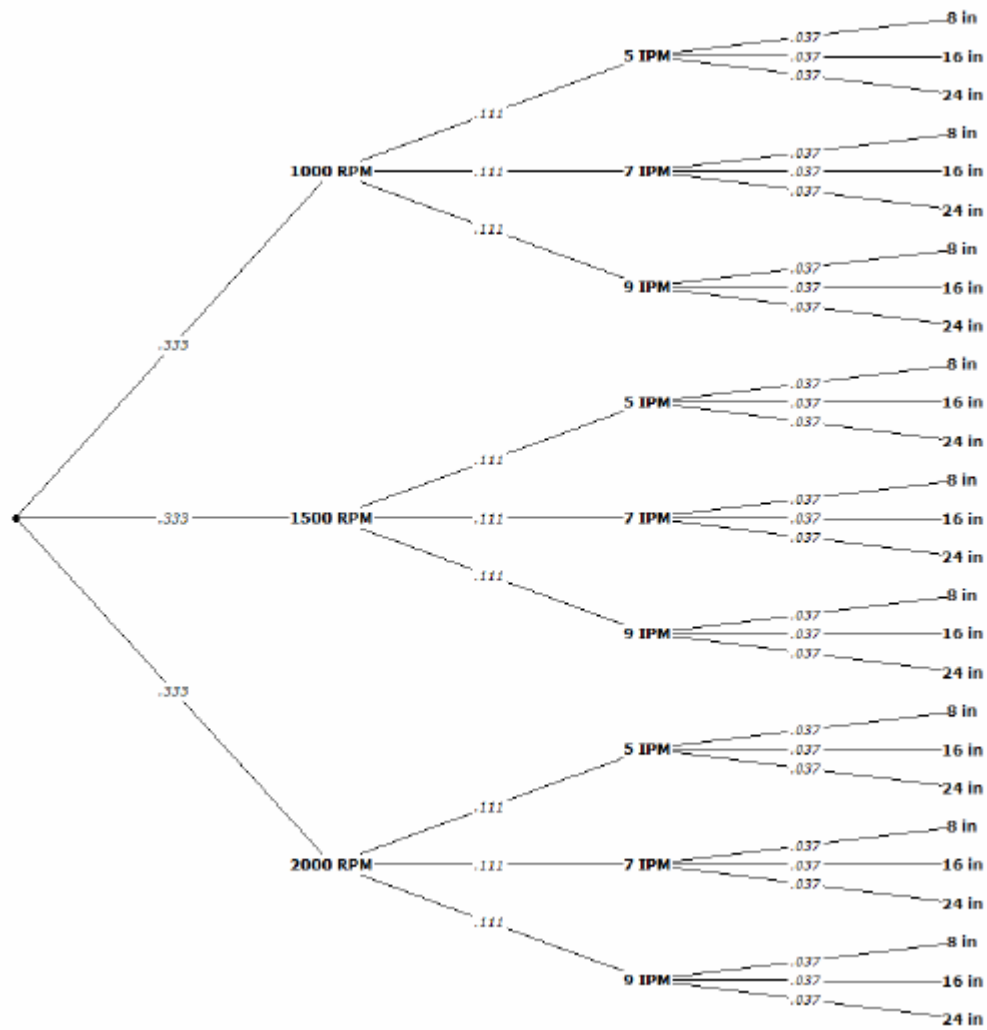 8 in
.037
5 IPM .037 16 in
.037
24 in
.111
8 in
.037
1000 RPM .111 7 IPM .037 16 in
.037
24 in
.111
8 in
.037
9 IPM .037 16 in
.037
24 in
.333
8 in
.037
5 IPM .037 16 in
.037
24 in
.111
8 in
.037
.333 1500 RPM .111 7 IPM .037 16 in
.037
24 in
.111
8 in
.037
9 IPM .037 16 in
.037
24 in
.333
8 in
.037
5 IPM .037 16 in
.037
24 in
.111
8 in
.037
2000 RPM .111 7 IPM .037 16 in
.037
24 in
.111
8 in
.037
9 IPM .037 16 in
.037
24 in